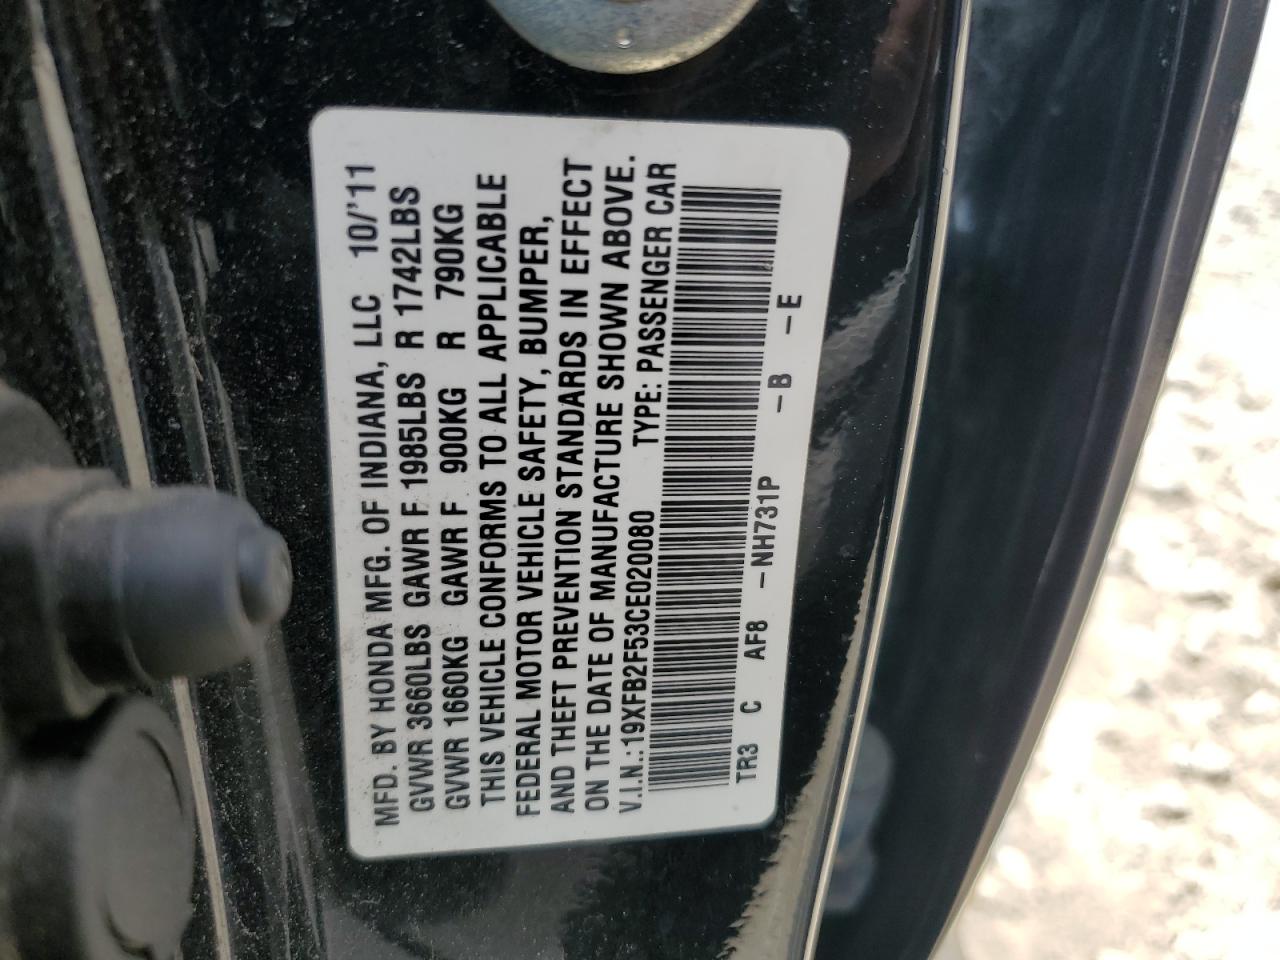 MFD. BY HONDA MFG. OF INDIANA, LLC 10/'11
GVWR 3660LBS GAWR F 1985LBS R 1742LBS
GVWR 1660KG GAWR F 900KG R 790KG
THIS VEHICLE CONFORMS TO ALL APPLICABLE
FEDERAL MOTOR VEHICLE SAFETY, BUMPER,
AND THEFT PREVENTION STANDARDS IN EFFECT
ON THE DATE OF MANUFACTURE SHOWN ABOVE.
V.I.N.:19XFB2F53CE020080 TYPE: PASSENGER CAR
TR3 C AF8 -NH731P -B -E